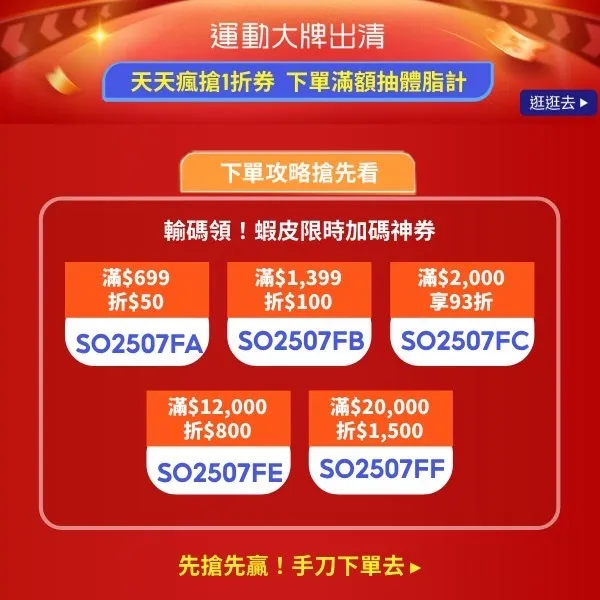 運動大牌出清
天天瘋搶1折券 下單滿額抽體脂計
逛逛去▶
下單攻略搶先看
輸碼領！蝦皮限時加碼神券
滿$699
折$50
SO2507FA
滿$1,399
折$100
SO2507FB
滿$2,000
享93折
SO2507FC
滿$12,000
折$800
SO2507FE
滿$20,000
折$1,500
SO2507FF
先搶先贏！手刀下單去▸